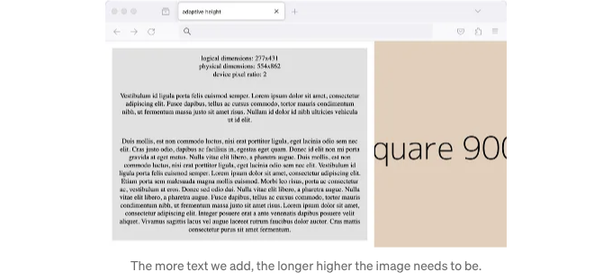 adaptive height
logical dimensions: 277x431
physical dimensions: 554x862
device pixel ratio: 2
Vestibulum id ligula porta felis euismod semper. Lorem ipsum dolor sit amet, consectetur
adipiscing elit. Fusce dapibus, tellus ac cursus commodo, tortor mauris condimentum
nibh, ut fermentum massa justo sit amet risus. Nullam id dolor id nibh ultricies vehicula
ut id elit.
Duis mollis, est non commodo luctus, nisi erat porttitor ligula, eget lacinia odio sem nec
elit. Cras justo odio, dapibus ac facilisis in, egestas eget quam. Donec id elit non mi porta
gravida at eget metus. Nulla vitae elit libero, a pharetra augue. Duis mollis, est non
commodo luctus, nisi erat porttitor ligula, eget lacinia odio sem nec elit. Vestibulum id
ligula porta felis euismod semper. Lorem ipsum dolor sit amet, consectetur adipiscing elit.
Etiam porta sem malesuada magna mollis euismod. Morbi leo risus, porta ac consectetur
ac, vestibulum at eros. Donec sed odio dui. Nulla vitae elit libero, a pharetra augue. Nulla
vitae elit libero, a pharetra augue. Fusce dapibus, tellus ac cursus commodo, tortor mauris
condimentum nibh, ut fermentum massa justo sit amet risus. Lorem ipsum dolor sit amet,
consectetur adipiscing elit. Integer posuere erat a ante venenatis dapibus posuere velit
aliquet. Vivamus sagittis lacus vel augue laoreet rutrum faucibus dolor auctor. Cras mattis
consectetur purus sit amet fermentum.
quare 900
The more text we add, the longer higher the image needs to be.